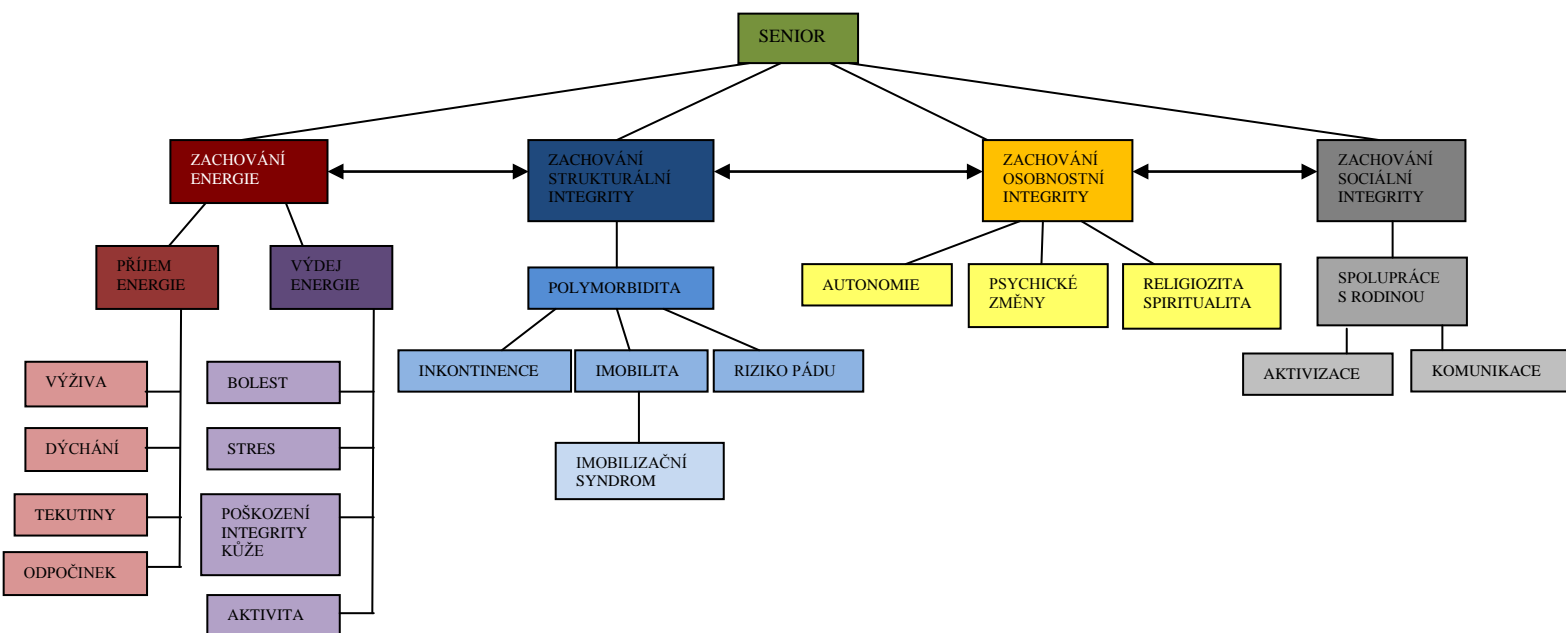 SENIOR
ZACHOVÁNÍ
ENERGIE
ZACHOVÁNÍ
STRUKTURÁLNÍ
INTEGRITY
ZACHOVÁNÍ
OSOBNOSTNÍ
INTEGRITY
ZACHOVÁNÍ
SOCIÁLNÍ
INTEGRITY
PŘÍJEM
ENERGIE
VÝDEJ
ENERGIE
POLYMORBIDITA
AUTONOMIE
PSYCHICKÉ
ZMĚNY
RELIGIOZITA
SPIRITUALITA
SPOLUPRÁCE
S RODINOU
VÝŽIVA
BOLEST
INKONTINENCE
IMOBILITA
RIZIKO PÁDU
AKTIVIZACE
KOMUNIKACE
DÝCHÁNÍ
STRES
IMOBILIZAČNÍ
SYNDROM
TEKUTINY
POŠKOZENÍ
INTEGRITY
KŮŽE
ODPOČINEK
AKTIVITA